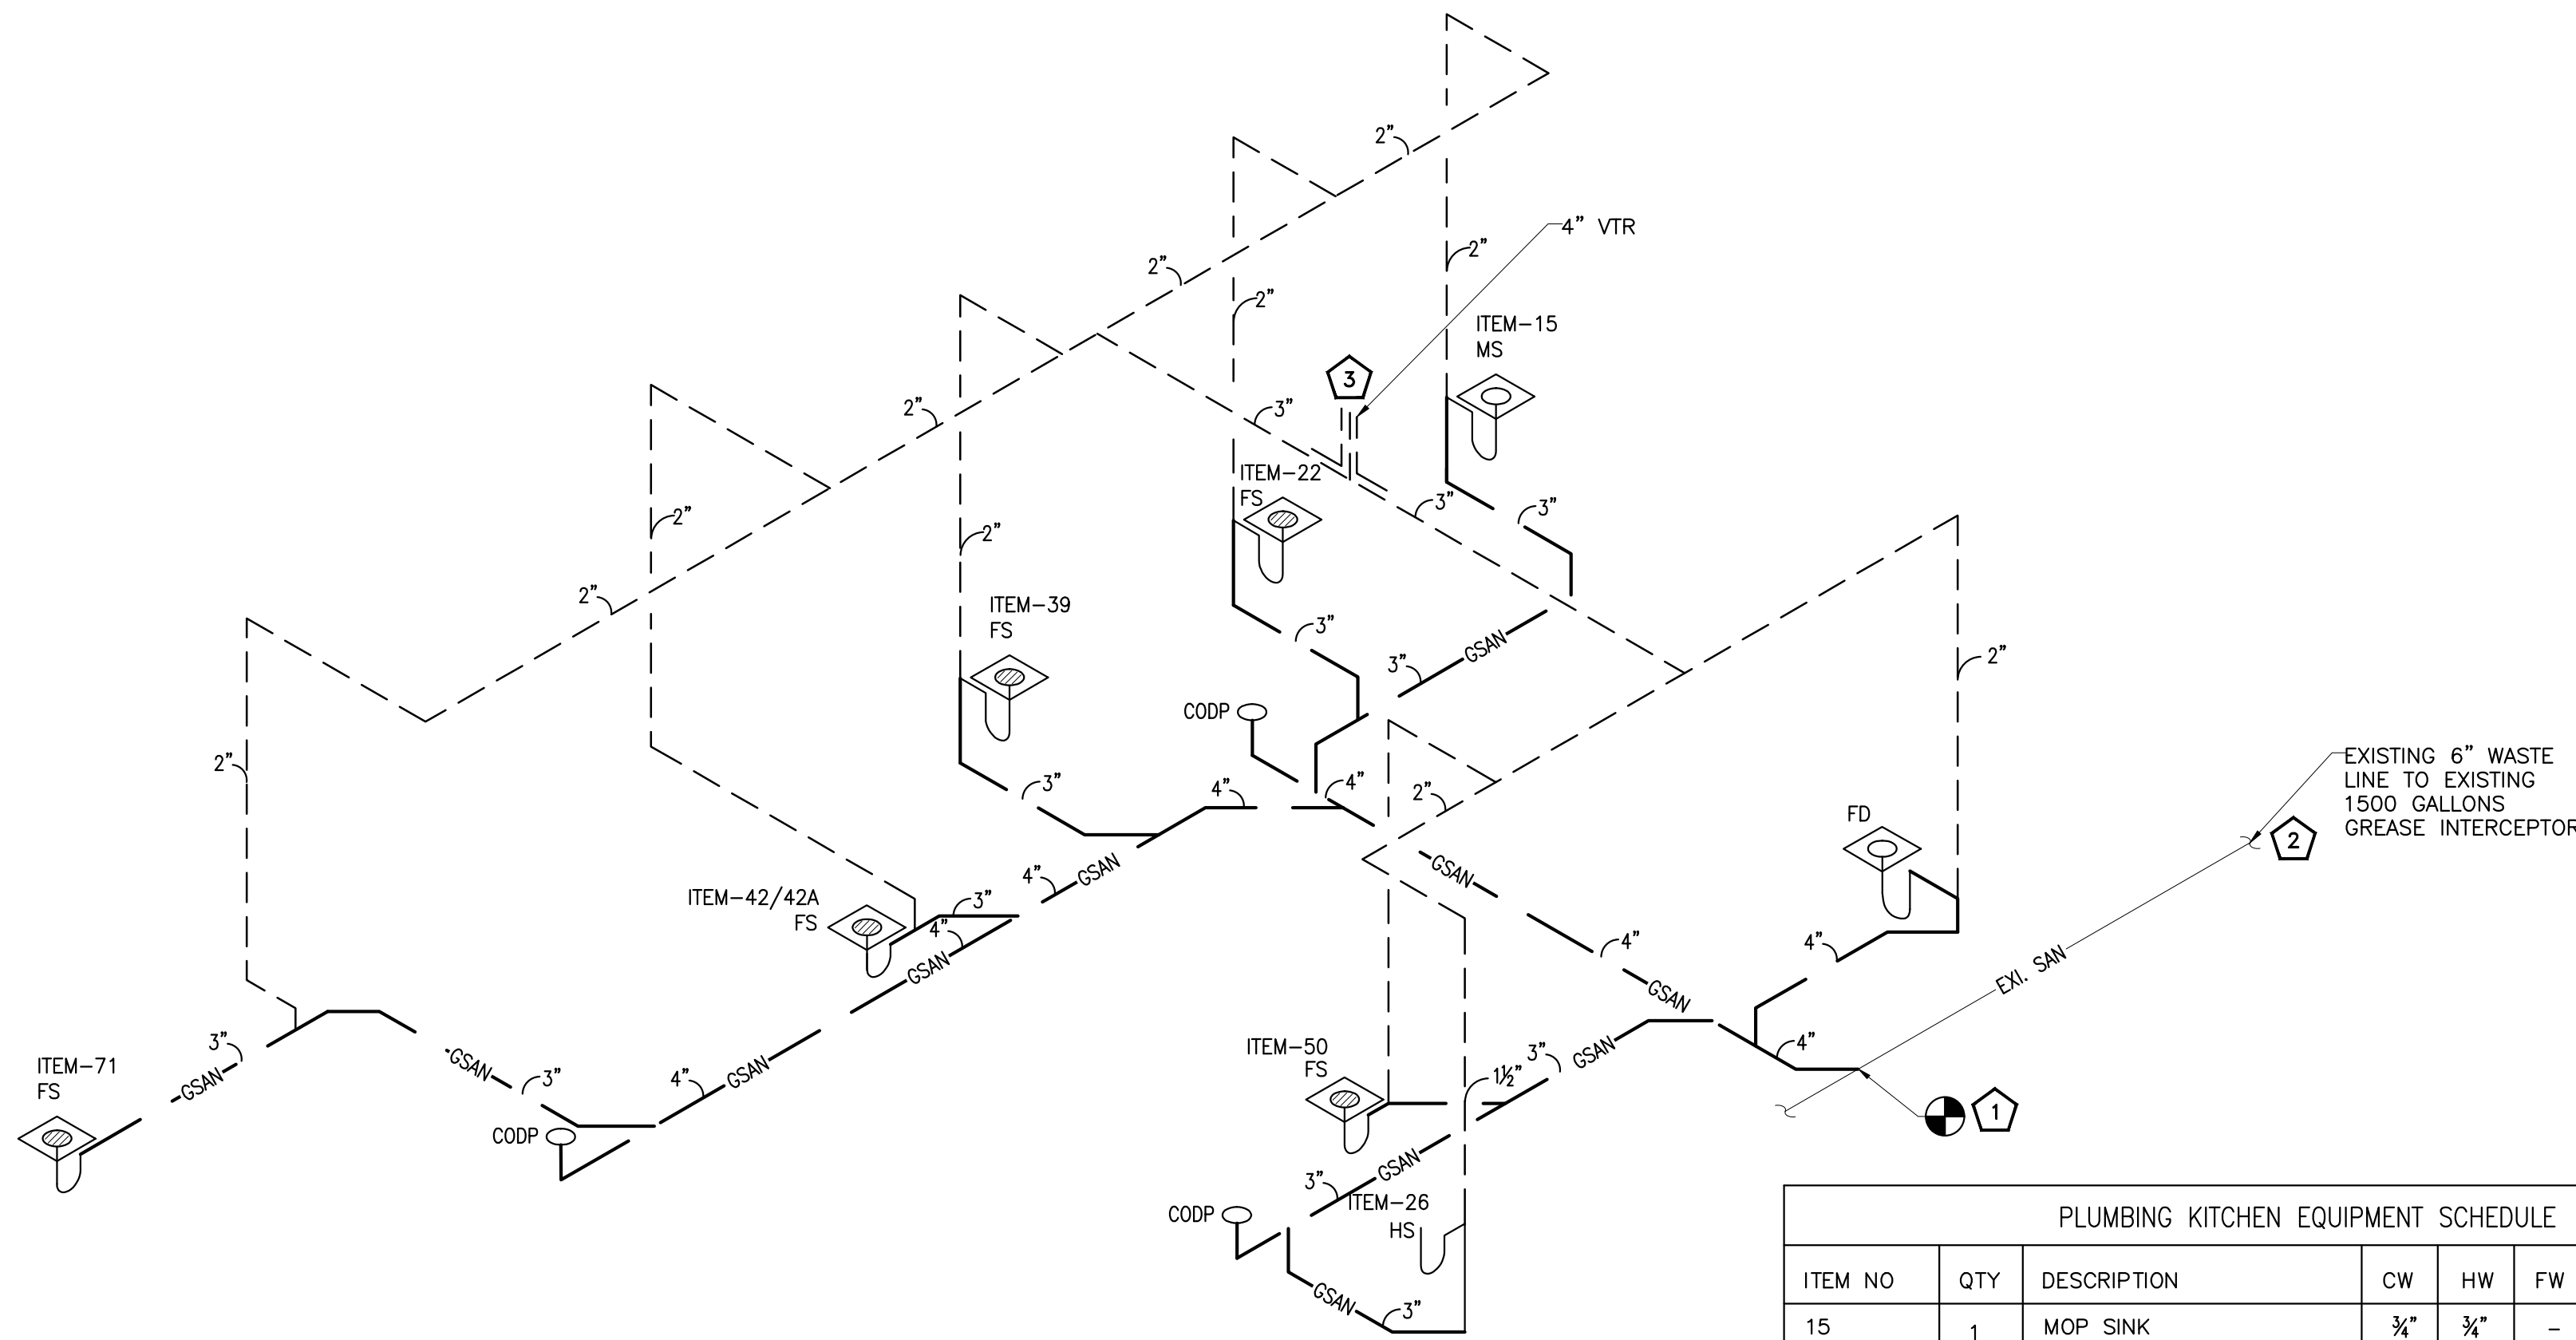 2”
2”
4” VTR
2”
2”
2”
ITEM-15
MS
3
2”
3”
ITEM-22
FS
3”
3”
2”
2”
2”
ITEM-39
FS
3”
GSAN
3”
2”
CODP
2”
3”
4”
4”
2”
EXISTING 6” WASTE
LINE TO EXISTING
1500 GALLONS
GREASE INTERCEPTOR
2
FD
GSAN
4”
GSAN
ITEM-42/42A
FS
3”
4”
GSAN
4”
4”
EXI. SAN
GSAN
3”
GSAN
ITEM-71
FS
GSAN
3”
4”
GSAN
CODP
ITEM-50
FS
1½”
3”
GSAN
4”
1
GSAN
3”
ITEM-26
HS
CODP
GSAN
3”
PLUMBING KITCHEN EQUIPMENT SCHEDULE
ITEM NO QTY DESCRIPTION CW HW FW
15 1 MOP SINK ¾” ¾” -